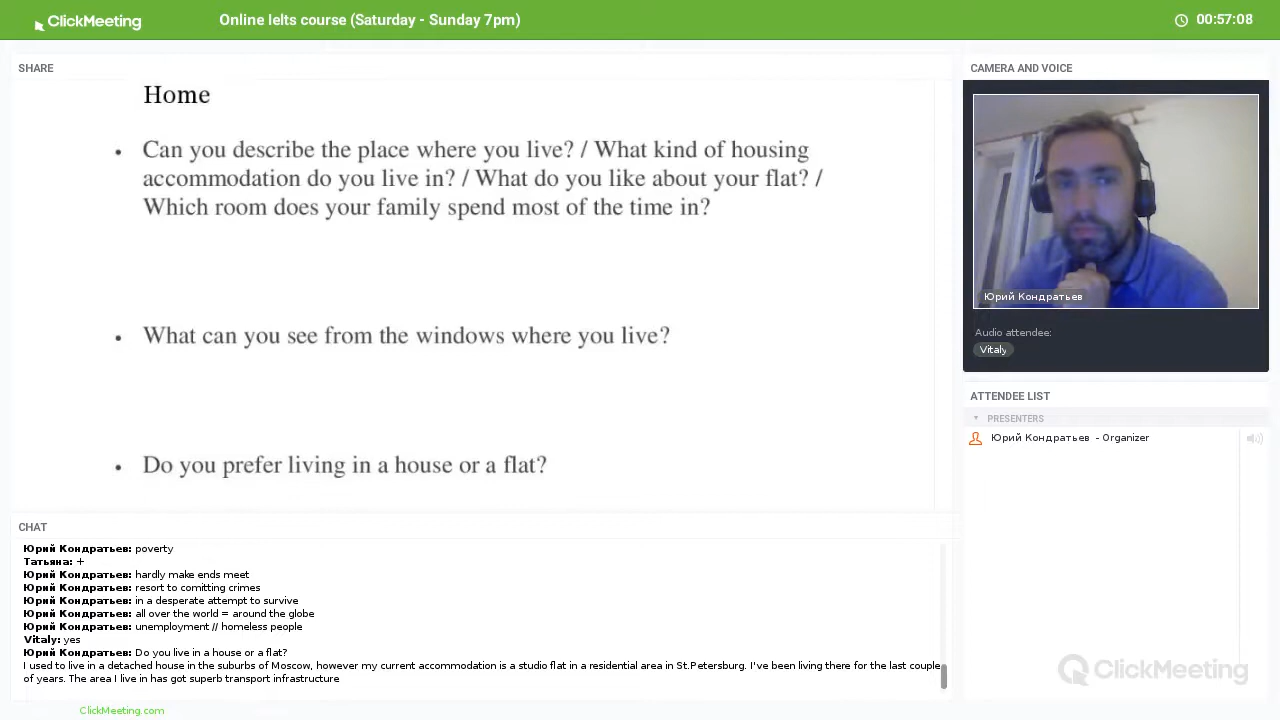 ClickMeeting
Online Ielts course (Saturday - Sunday 7pm)
00:57:08
SHARE
Home
• Can you describe the place where you live? / What kind of housing
accommodation do you live in? / What do you like about your flat? /
Which room does your family spend most of the time in?
• What can you see from the windows where you live?
• Do you prefer living in a house or a flat?
CHAT
Юрий Кондратьев: poverty
Татьяна: +
Юрий Кондратьев: hardly make ends meet
Юрий Кондратьев: resort to comitting crimes
Юрий Кондратьев: in a desperate attempt to survive
Юрий Кондратьев: all over the world = around the globe
Юрий Кондратьев: unemployment // homeless people
Vitaly: yes
Юрий Кондратьев: Do you live in a house or a flat?
I used to live in a detached house in the suburbs of Moscow, however my current accommodation is a studio flat in a residential area in St.Petersburg. I've been living there for the last couple
of years. The area I live in has got superb transport infrastructure
ClickMeeting.com
CAMERA AND VOICE
Юрий Кондратьев
Audio attendee:
Vitaly
ATTENDEE LIST
PRESENTERS
Юрий Кондратьев - Organizer
ClickMeeting